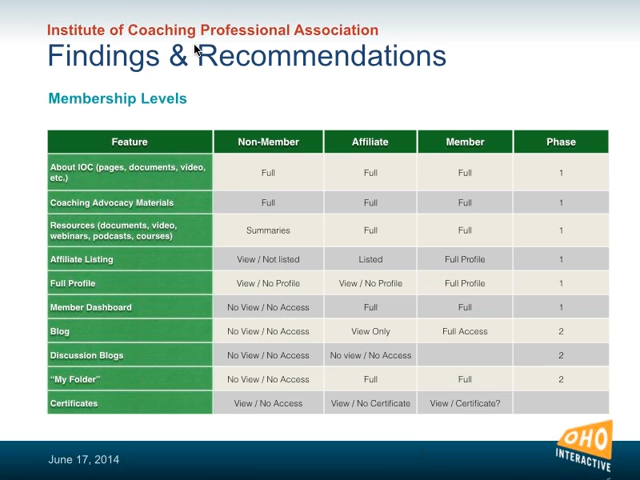 Institute of Coaching Professional Association
Findings & Recommendations
Membership Levels
Feature Non-Member Affiliate Member Phase
About IOC (pages, documents, video,
etc.) Full Full Full 1
Coaching Advocacy Materials Full Full Full 1
Resources (documents, video,
webinars, podcasts, courses) Summaries Full Full 1
Affiliate Listing View / Not listed Listed Full Profile 1
Full Profile View / No Profile View / No Profile Full Profile 1
Member Dashboard No View / No Access Full Full 1
Blog No View / No Access View Only Full Access 2
Discussion Blogs No View / No Access No view / No Access 2
“My Folder” No View / No Access Full Full 2
Certificates View / No Access View / No Certificate View / Certificate?
June 17, 2014
OHO
INTERACTIVE